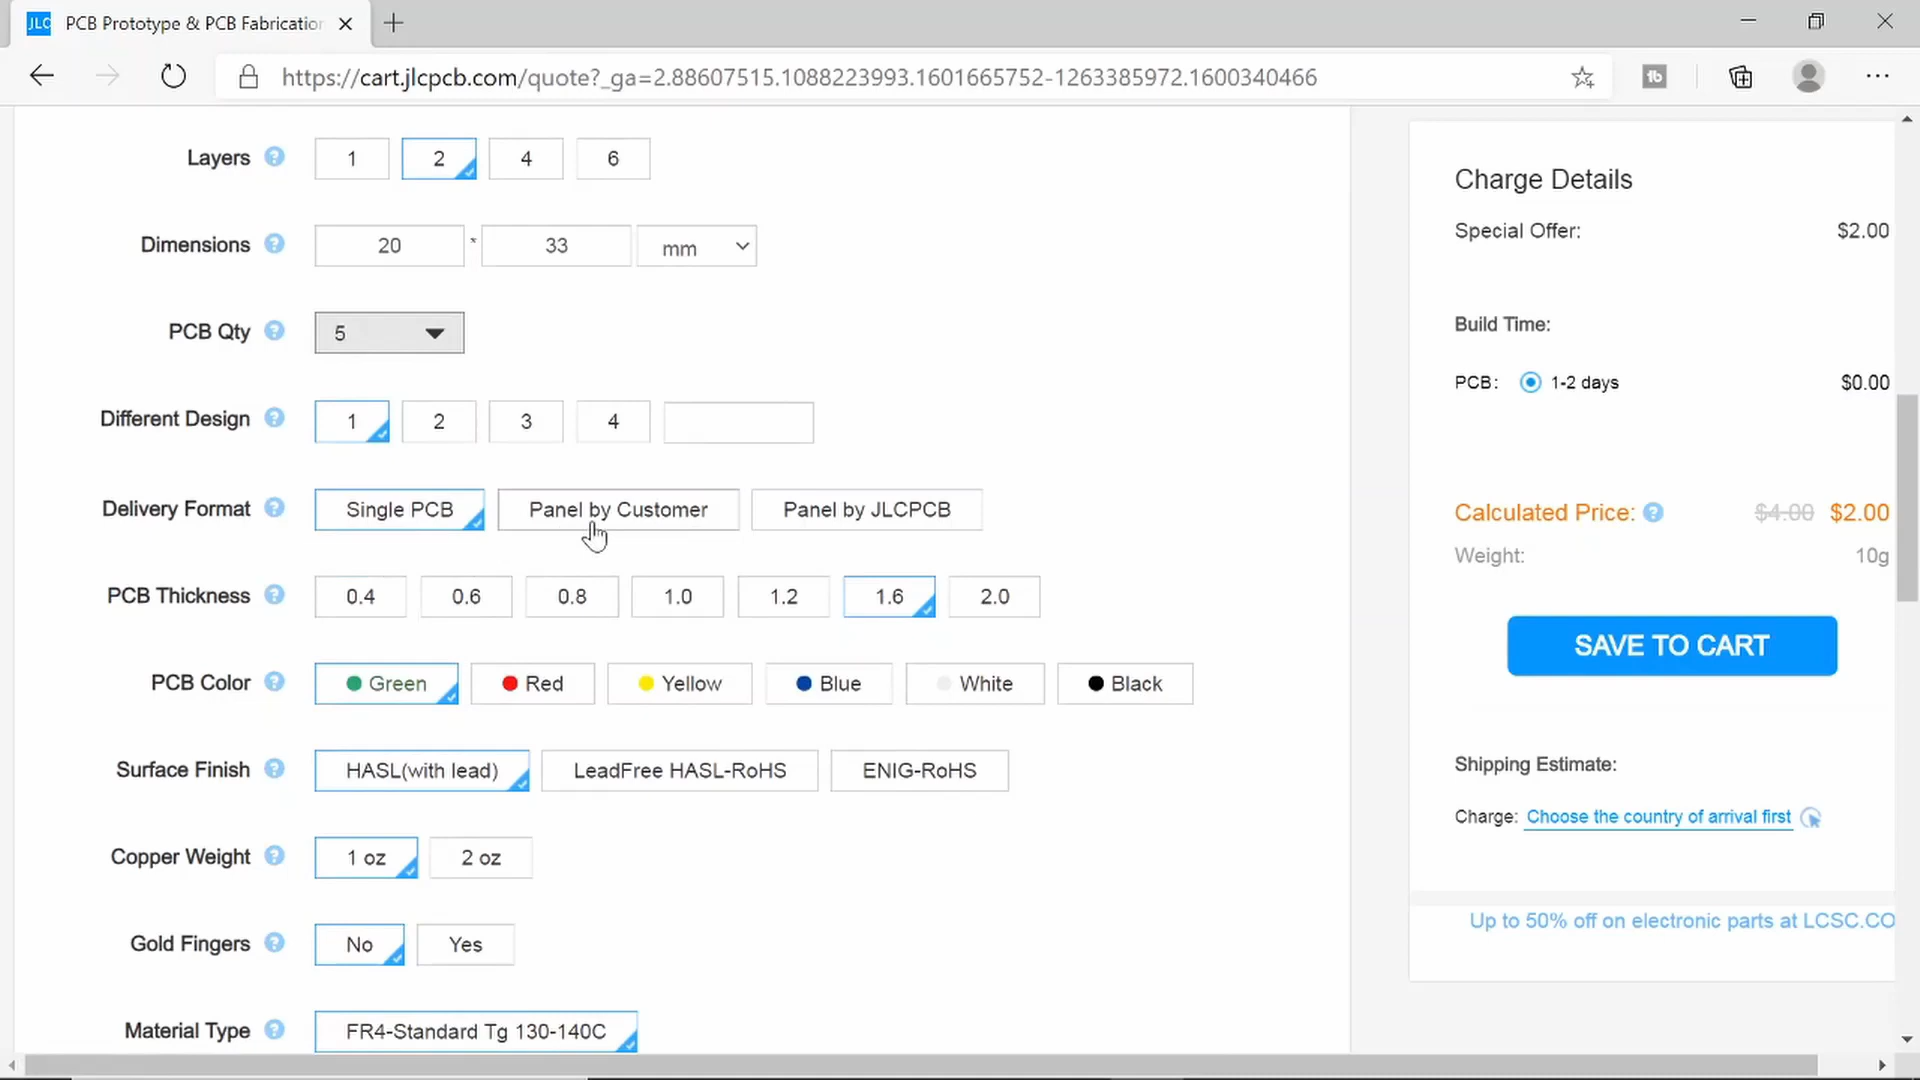 JLC PCB Prototype & PCB Fabricatio
https://cart.jlcpcb.com/quote?_ga=2.88607515.1088223993.1601665752-1263385972.1600340466
Layers ? 1 2 4 6
Dimensions ? 20 * 33 mm
PCB Qty ? 5
Different Design ? 1 2 3 4
Delivery Format ? Single PCB Panel by Customer Panel by JLCPCB
PCB Thickness ? 0.4 0.6 0.8 1.0 1.2 1.6 2.0
PCB Color ? Green Red Yellow Blue White Black
Surface Finish ? HASL(with lead) LeadFree HASL-RoHS ENIG-RoHS
Copper Weight ? 1 oz 2 oz
Gold Fingers ? No Yes
Material Type ? FR4-Standard Tg 130-140C
Charge Details
Special Offer: $2.00
Build Time:
PCB: 1-2 days $0.00
Calculated Price: ? $4.00 $2.00
Weight: 10g
SAVE TO CART
Shipping Estimate:
Charge: Choose the country of arrival first
Up to 50% off on electronic parts at LCSC.CO